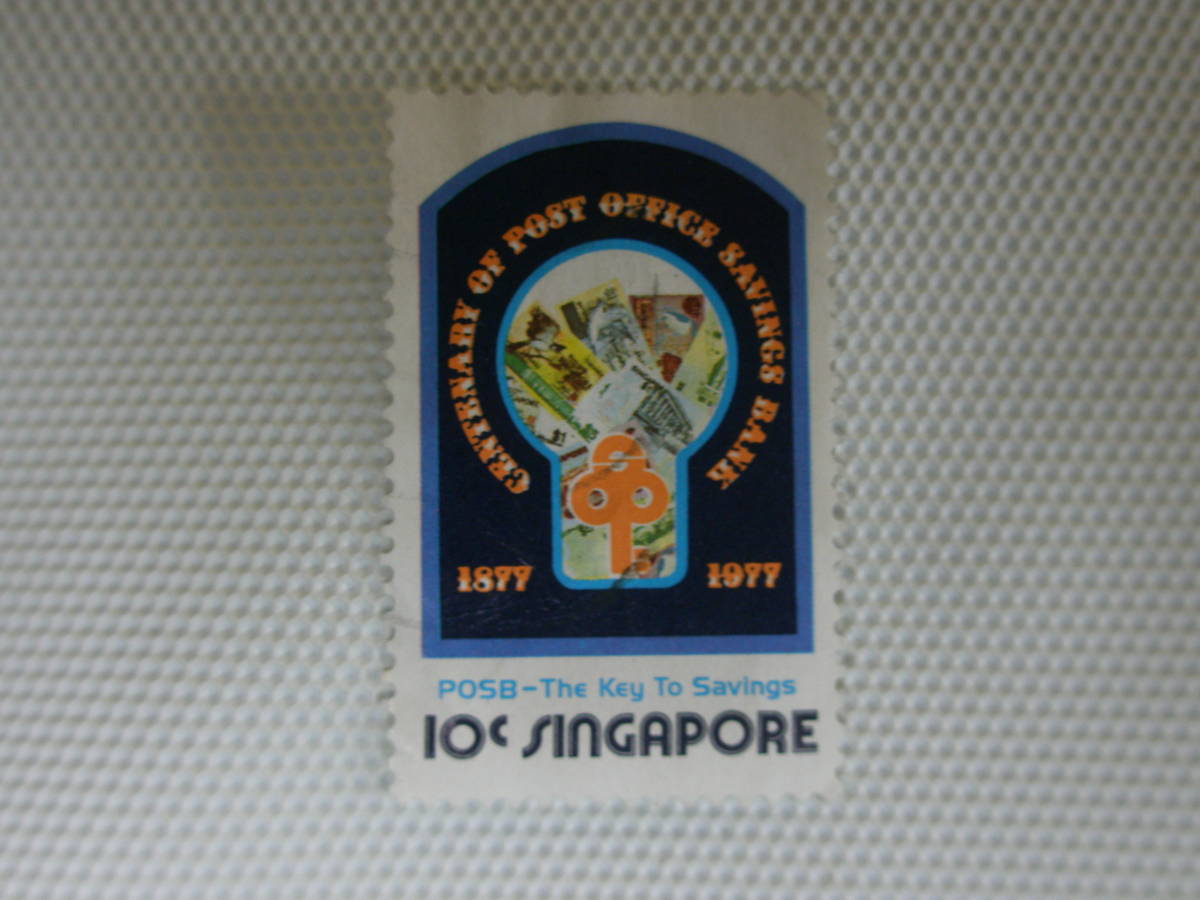 CENTENARY OF POST OFFICE SAVINGS BANK
1877 1977
POSB-The Key To Savings
10c SINGAPORE